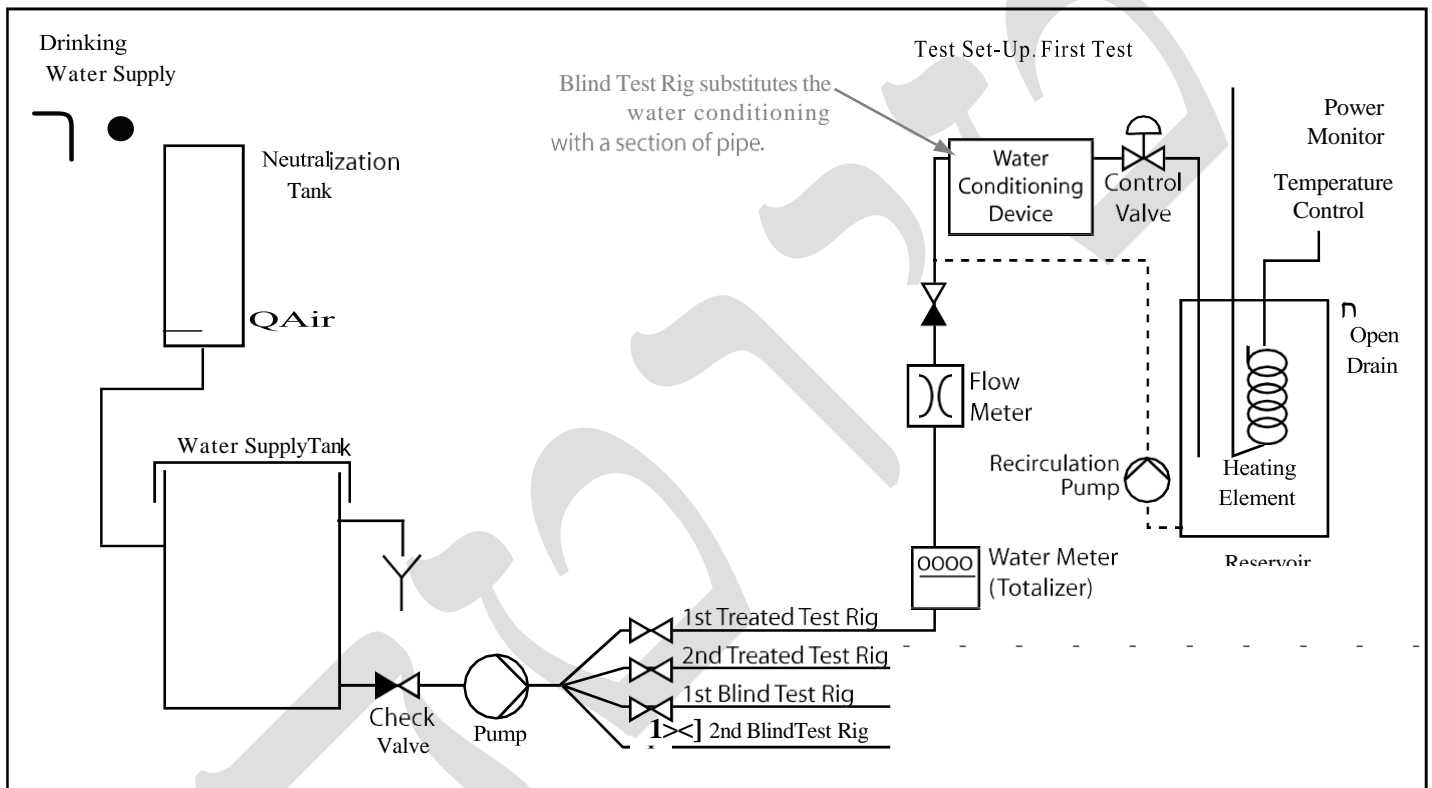 Drinking
Water Supply
Test Set-Up. First Test
Blind Test Rig substitutes the
water conditioning
with a section of pipe.
Power
Monitor
Neutralization
Tank
Water
Conditioning
Device
Control
Valve
Temperature
Control
QAir
ח
Open
Drain
Flow
Meter
Water SupplyTank
Recirculation
Pump
Heating
Element
Reservoir
OOOO
Water Meter
(Totalizer)
1st Treated Test Rig
2nd Treated Test Rig
1st Blind Test Rig
1><] 2nd BlindTest Rig
Check
Valve
Pump